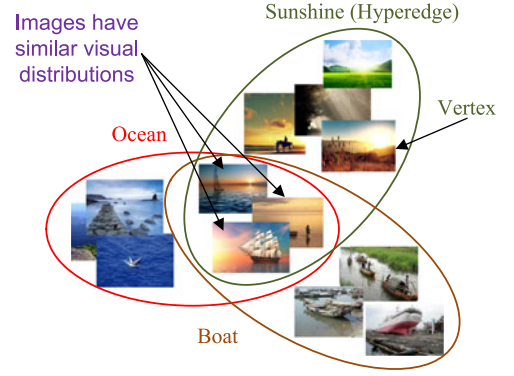 Images have
similar visual
distributions
Sunshine (Hyperedge)
Vertex
Ocean
Boat